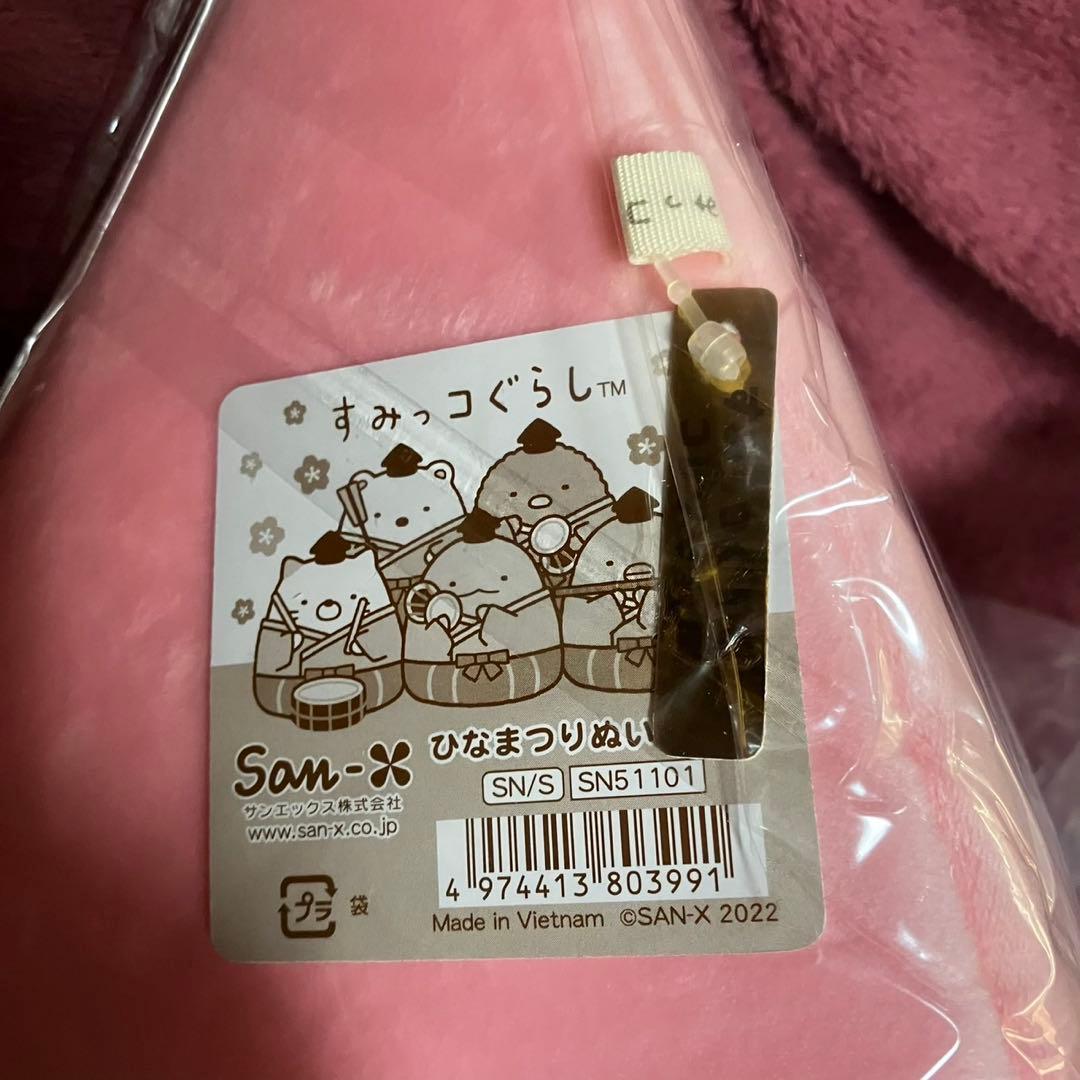 すみっコぐらし™
ひなまつりぬい
San-X
SN/S SN51101
サンエックス株式会社
www.san-x.co.jp
4 974413 803991
プラ 袋
Made in Vietnam ©SAN-X 2022